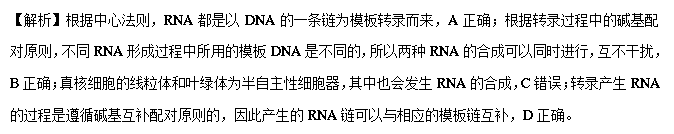 【解析】根据中心法则，RNA 都是以 DNA 的一条链为模板转录而来，A 正确；根据转录过程中的碱基配
对原则，不同 RNA 形成过程中所用的模板 DNA 是不同的，所以两种 RNA 的合成可以同时进行，互不干扰，
B 正确；真核细胞的线粒体和叶绿体为半自主性细胞器，其中也会发生 RNA 的合成，C 错误；转录产生 RNA
的过程是遵循碱基互补配对原则的，因此产生的 RNA 链可以与相应的模板链互补，D 正确。